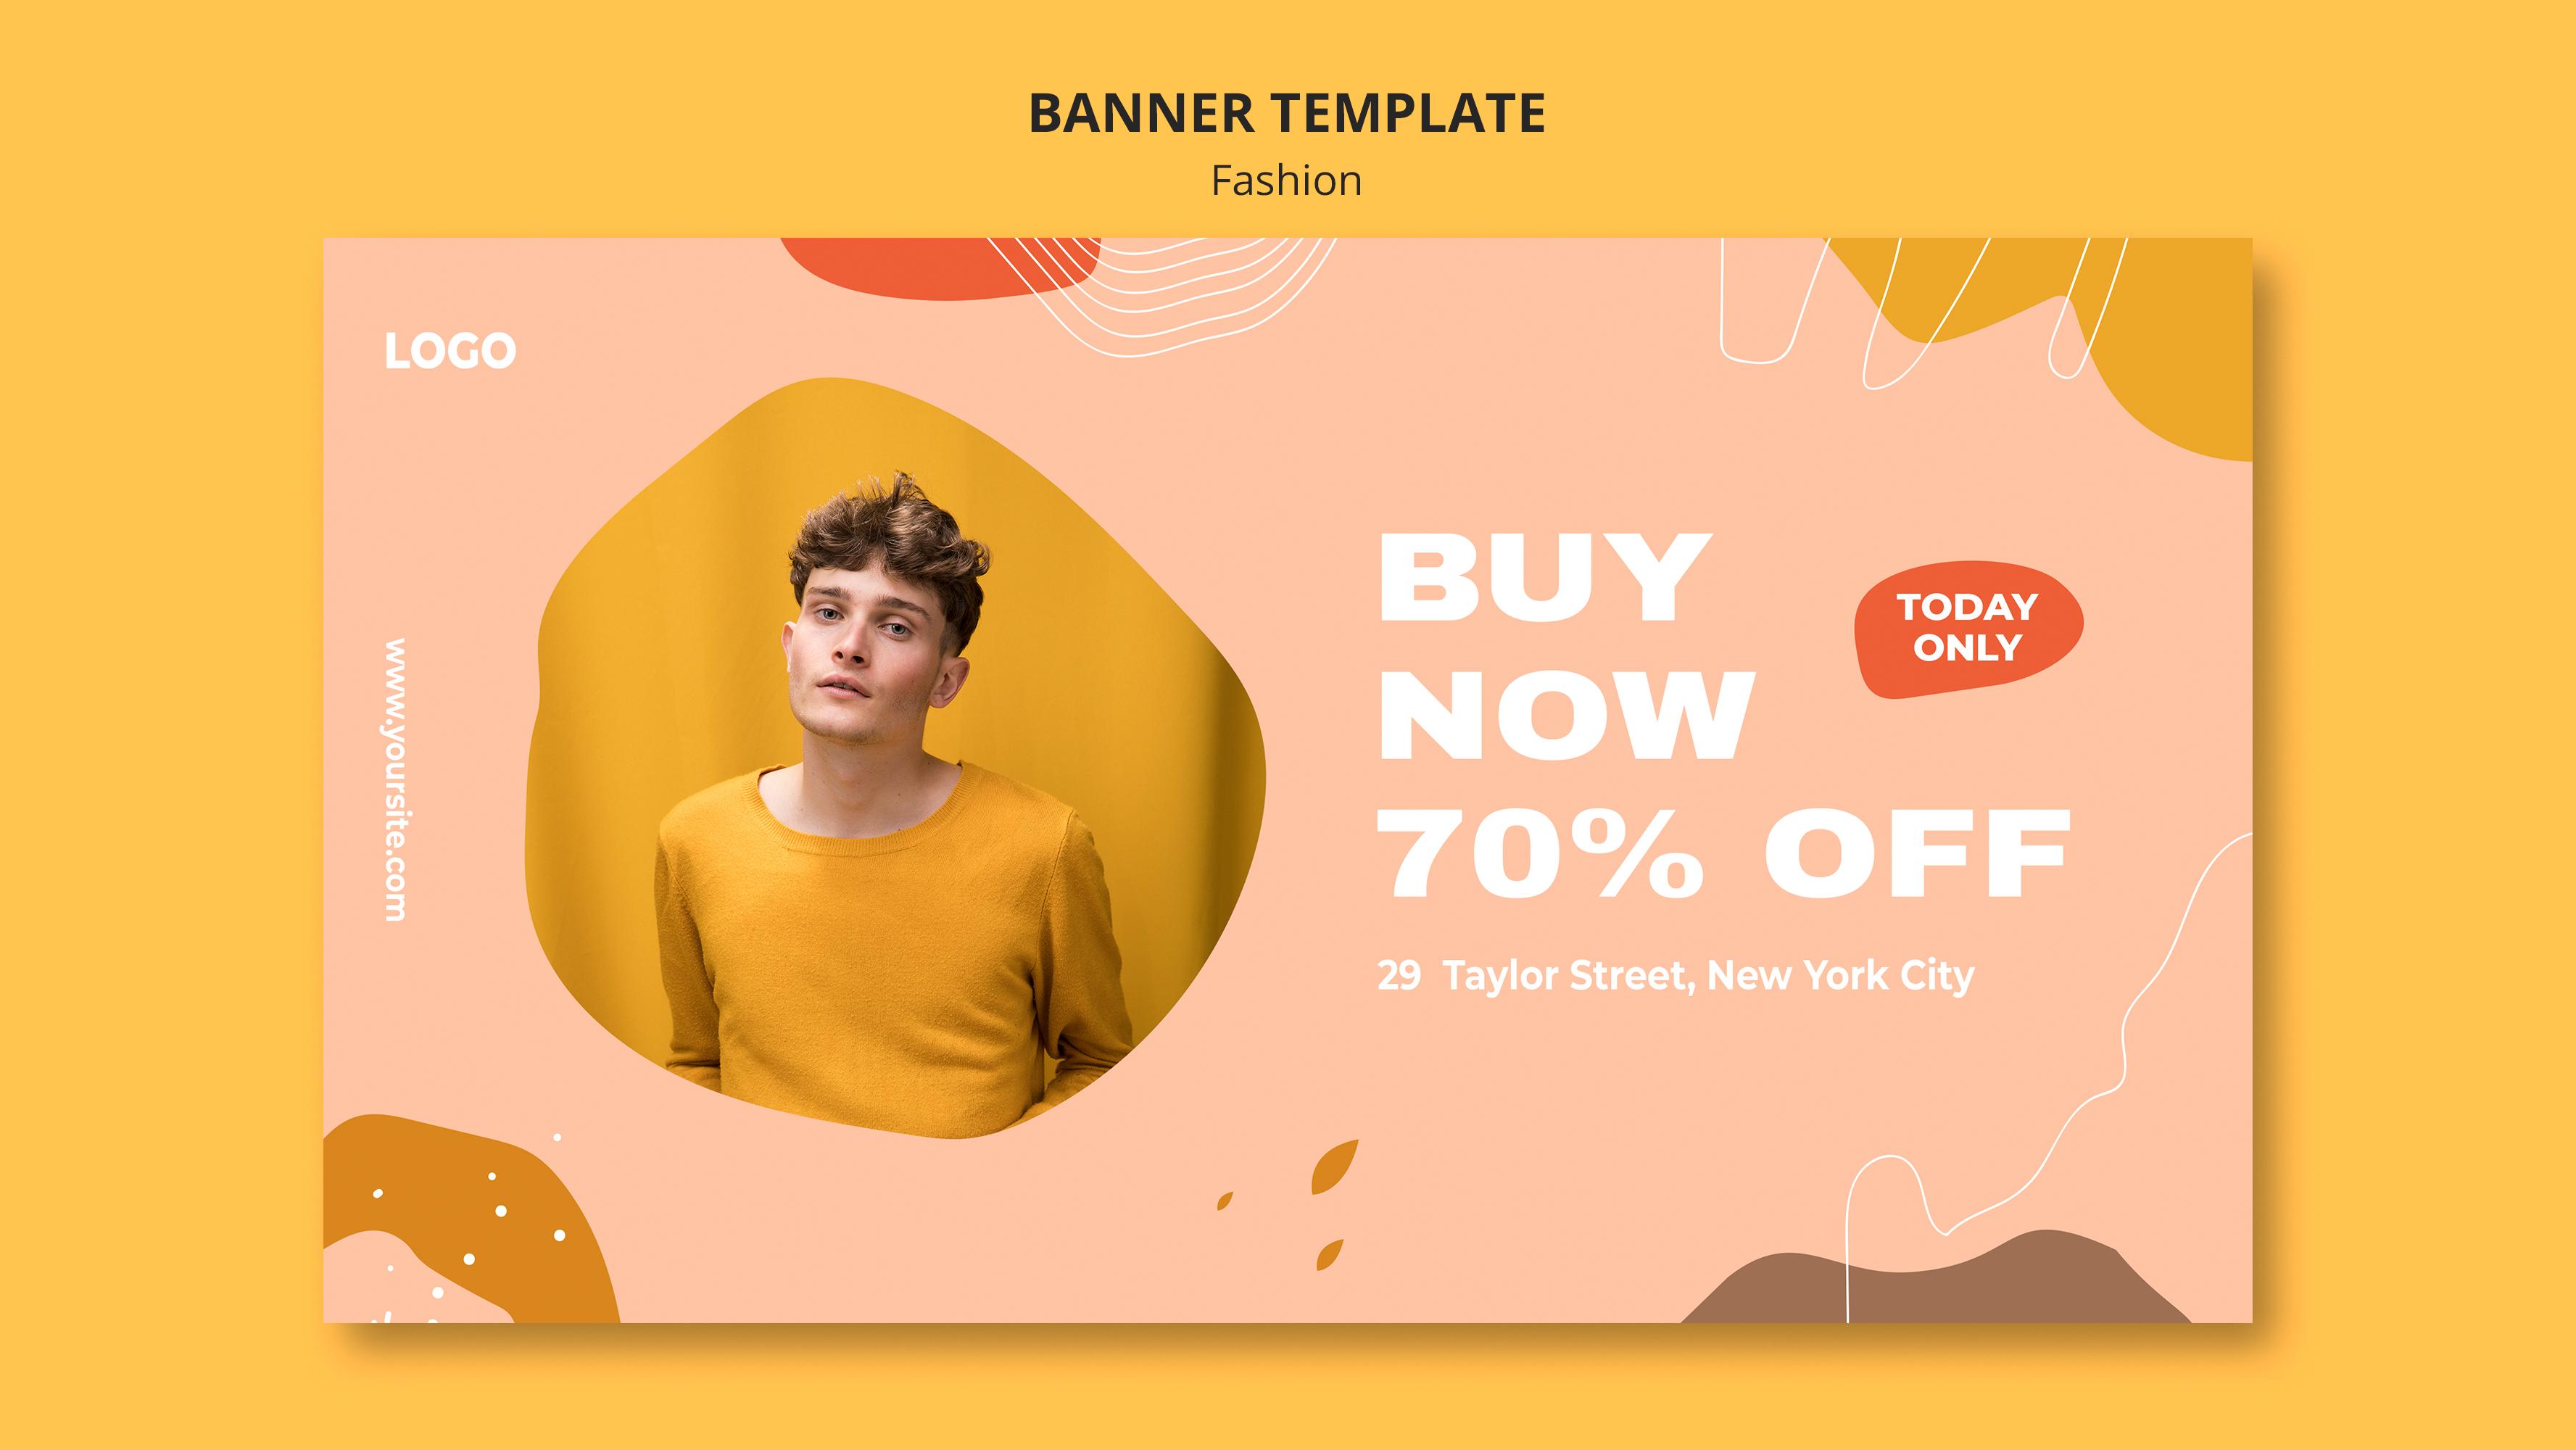 BANNER TEMPLATE
Fashion
LOGO
www.yoursite.com
BUY
NOW
70% OFF
TODAY
ONLY
29 Taylor Street, New York City